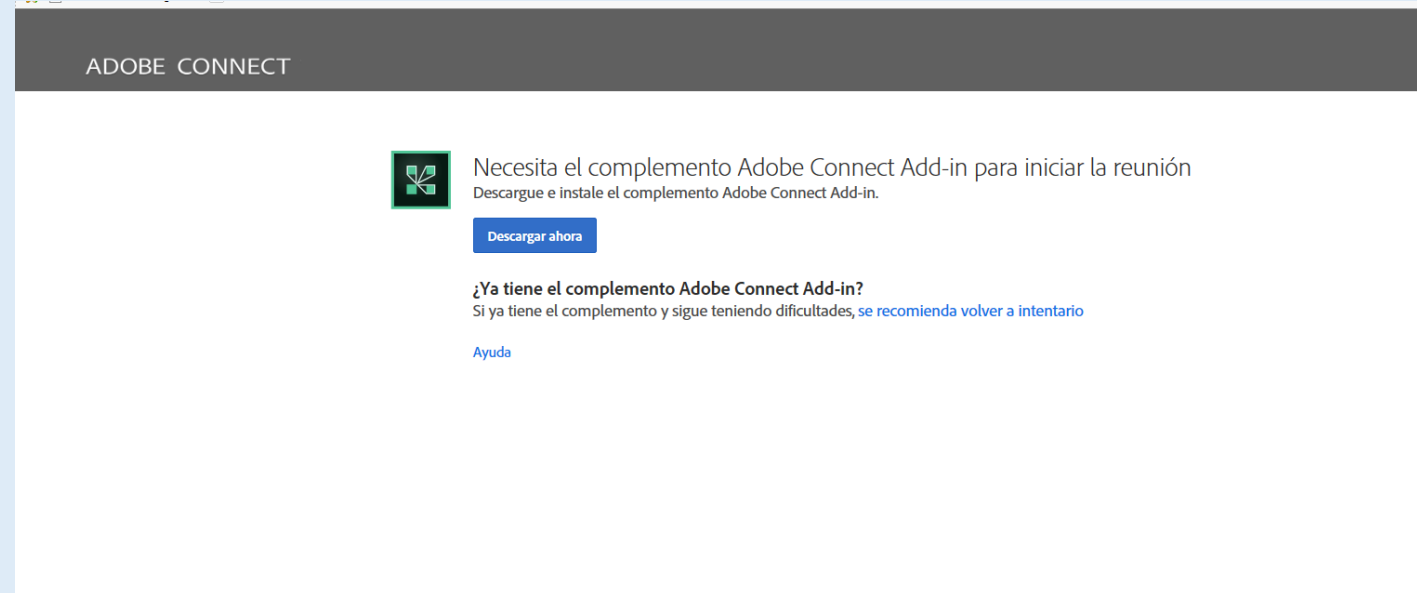 ADOBE CONNECT
Necesita el complemento Adobe Connect Add-in para iniciar la reunión
Descargue e instale el complemento Adobe Connect Add-in.
Descargar ahora
¿Ya tiene el complemento Adobe Connect Add-in?
Si ya tiene el complemento y sigue teniendo dificultades, se recomienda volver a intentario
Ayuda